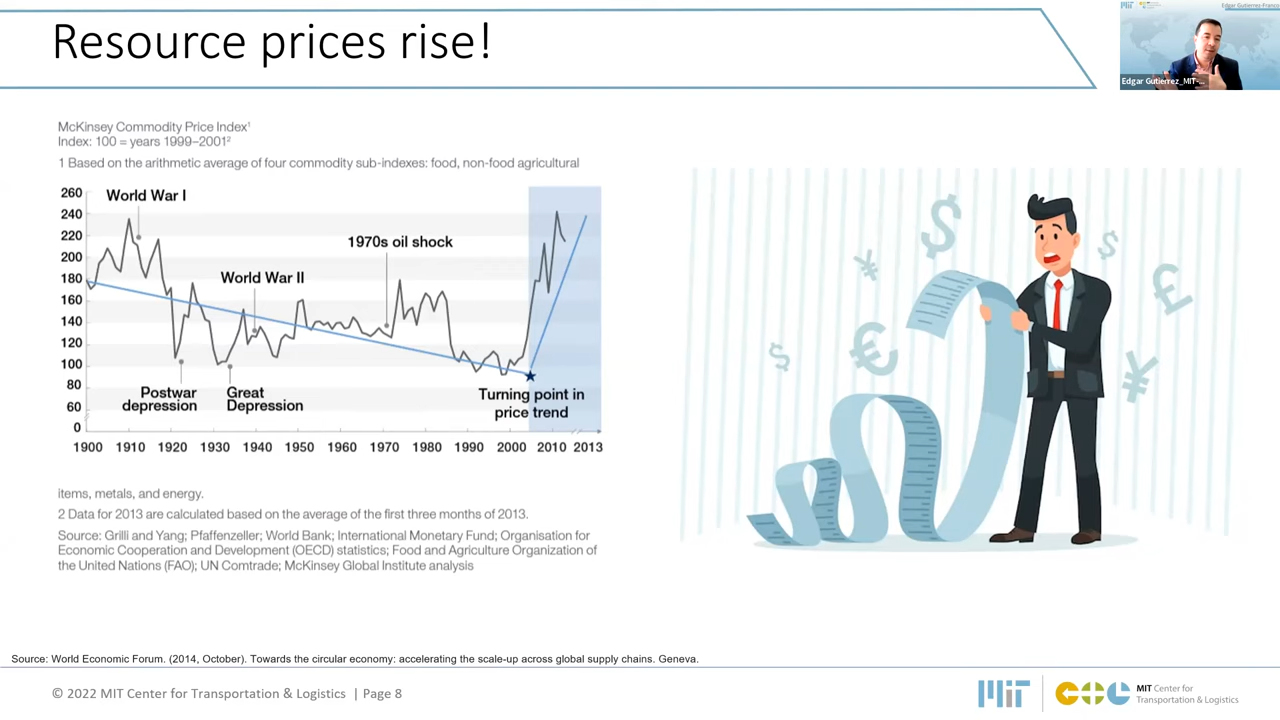 Resource prices rise!
MIT
Edgar Gutierrez-Franco
Edgar Gutierrez_MIT-...
McKinsey Commodity Price Index¹
Index: 100 = years 1999–2001²
1 Based on the arithmetic average of four commodity sub-indexes: food, non-food agricultural
260
240
220
200
180
160
140
120
100
80
60
0
World War I
1970s oil shock
World War II
Postwar
depression
Great
Depression
Turning point in
price trend
1900 1910 1920 1930 1940 1950 1960 1970 1980 1990 2000 2010 2013
items, metals, and energy.
2 Data for 2013 are calculated based on the average of the first three months of 2013.
Source: Grilli and Yang; Pfaffenzeller; World Bank; International Monetary Fund; Organisation for
Economic Cooperation and Development (OECD) statistics; Food and Agriculture Organization of
the United Nations (FAO); UN Comtrade; McKinsey Global Institute analysis
$ ¥ $ £ € $ ¥
Source: World Economic Forum. (2014, October). Towards the circular economy: accelerating the scale-up across global supply chains. Geneva.
© 2022 MIT Center for Transportation & Logistics | Page 8
MIT
CTL
MIT Center for
Transportation & Logistics